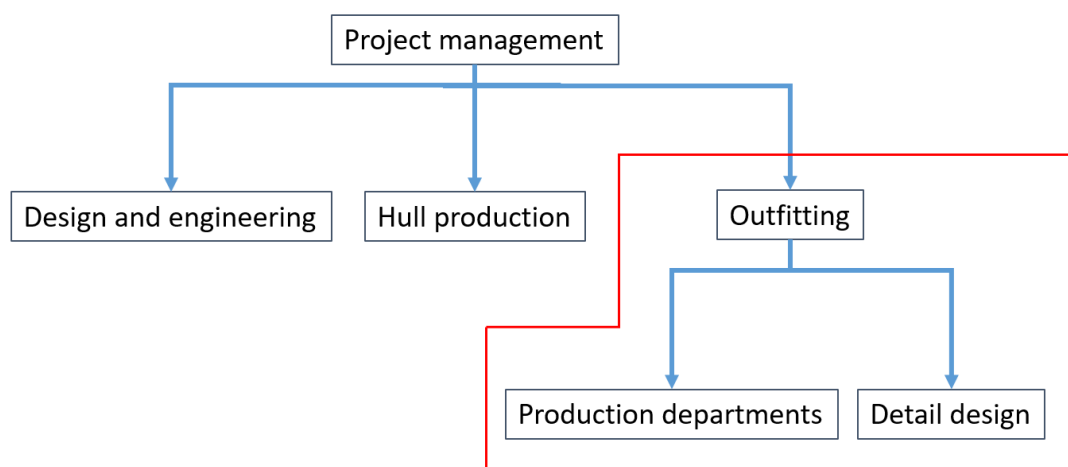 Project management
Design and engineering
Hull production
Outfitting
Production departments
Detail design